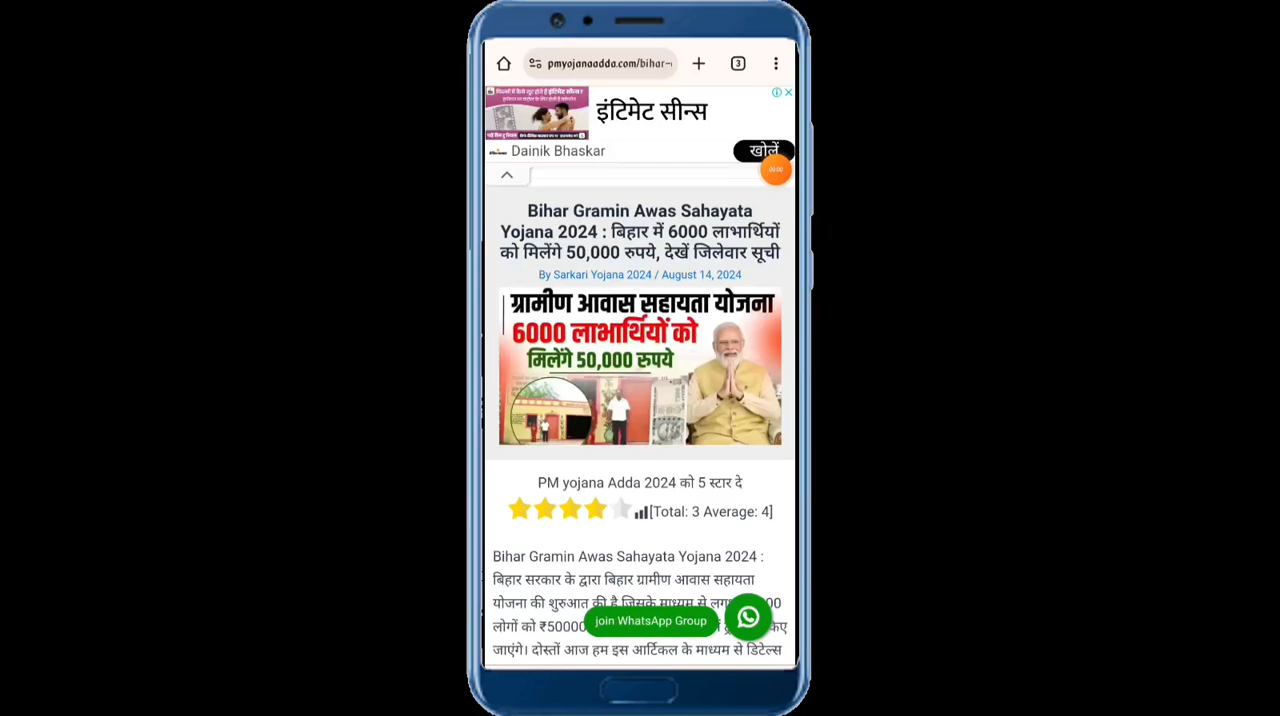 pmyojanaadda.com/bihar-
3
इंटिमेट सीन्स
Dainik Bhaskar
खोलें
00:00
Bihar Gramin Awas Sahayata
Yojana 2024 : बिहार में 6000 लाभार्थियों
को मिलेंगे 50,000 रुपये, देखें जिलेवार सूची
By Sarkari Yojana 2024 / August 14, 2024
ग्रामीण आवास सहायता योजना
6000 लाभार्थियों को
मिलेंगे 50,000 रुपये
PM yojana Adda 2024 को 5 स्टार दे
[Total: 3 Average: 4]
Bihar Gramin Awas Sahayata Yojana 2024 :
बिहार सरकार के द्वारा बिहार ग्रामीण आवास सहायता
योजना की शुरुआत की है जिसके माध्यम से
लोगों को ₹50000
join WhatsApp Group
जाएंगे। दोस्तों आज हम इस आर्टिकल के माध्यम से डिटेल्स